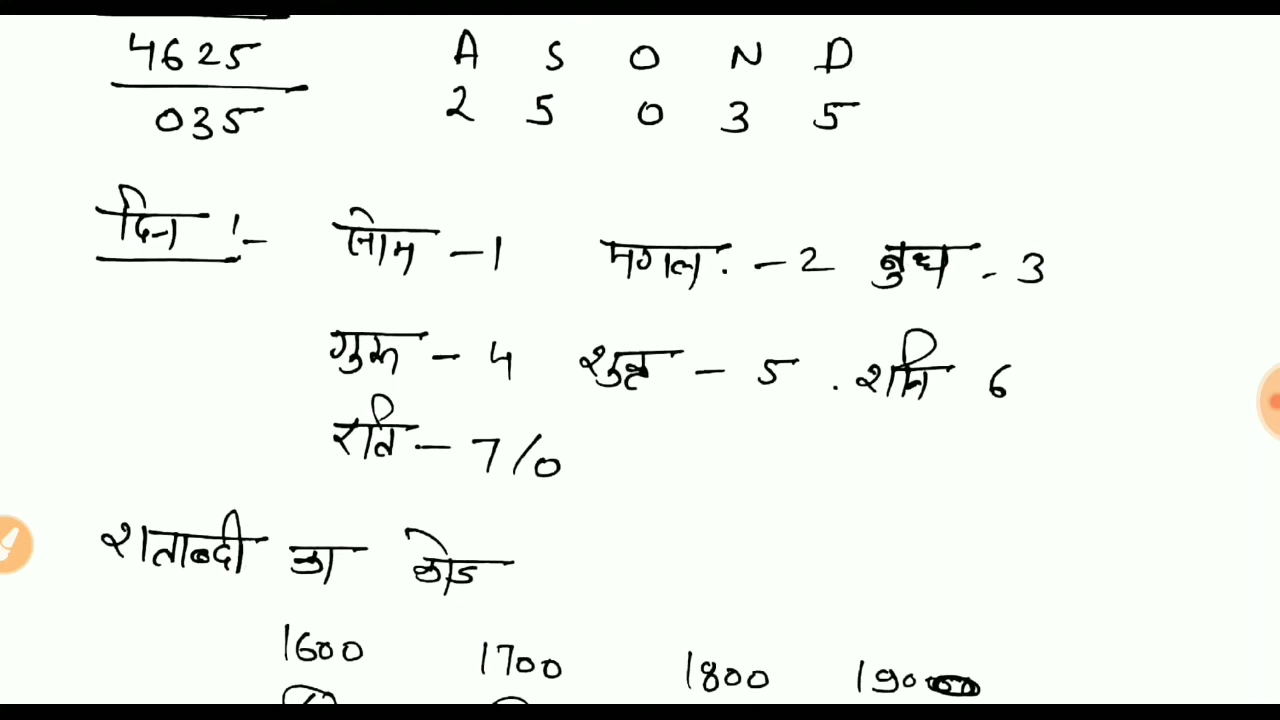 4625 A S O N D
035 2 5 0 3 5
दिन :- सोम - 1 मगल. - 2 बुध - 3
गुरू - 4 शुक्र - 5 . शनि 6
रवि - 7/0
शताब्दी का कोड
1600 1700 1800 1900